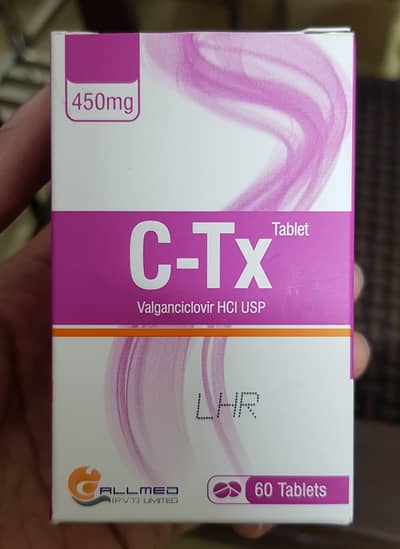 450mg
C-Tx Tablet
Valganciclovir HCl USP
LHR
ALLMED
(PVT) LIMITED
60 Tablets